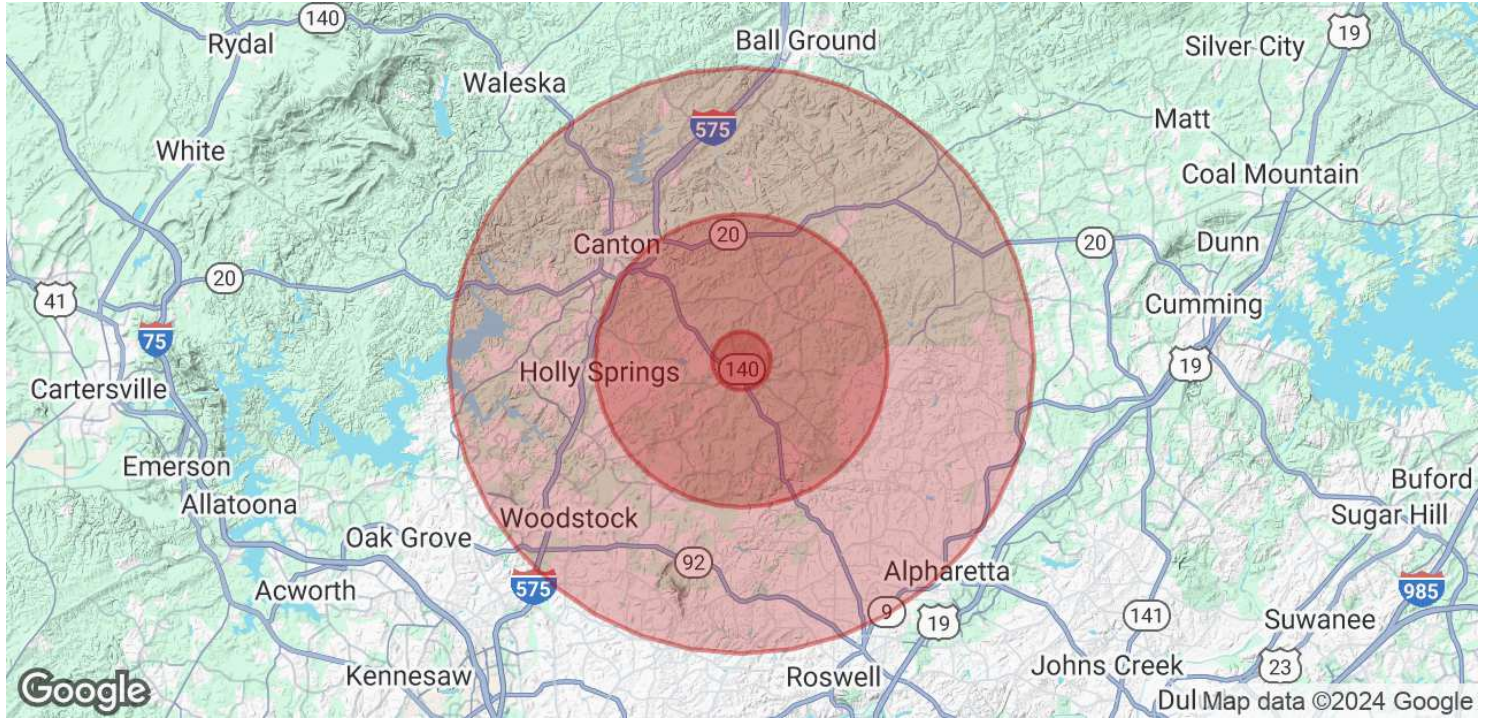 140
Rydal
Ball Ground
Silver City
19
Waleska
575
Matt
White
Coal Mountain
Canton
20
20
Dunn
20
41
Cumming
75
Holly Springs
140
19
Cartersville
Emerson
Allatoona
Buford
Woodstock
Sugar Hill
Oak Grove
92
Alpharetta
Acworth
575
985
9
19
141
Suwanee
Kennesaw
Roswell
Johns Creek
23
Google
Dul Map data ©2024 Google